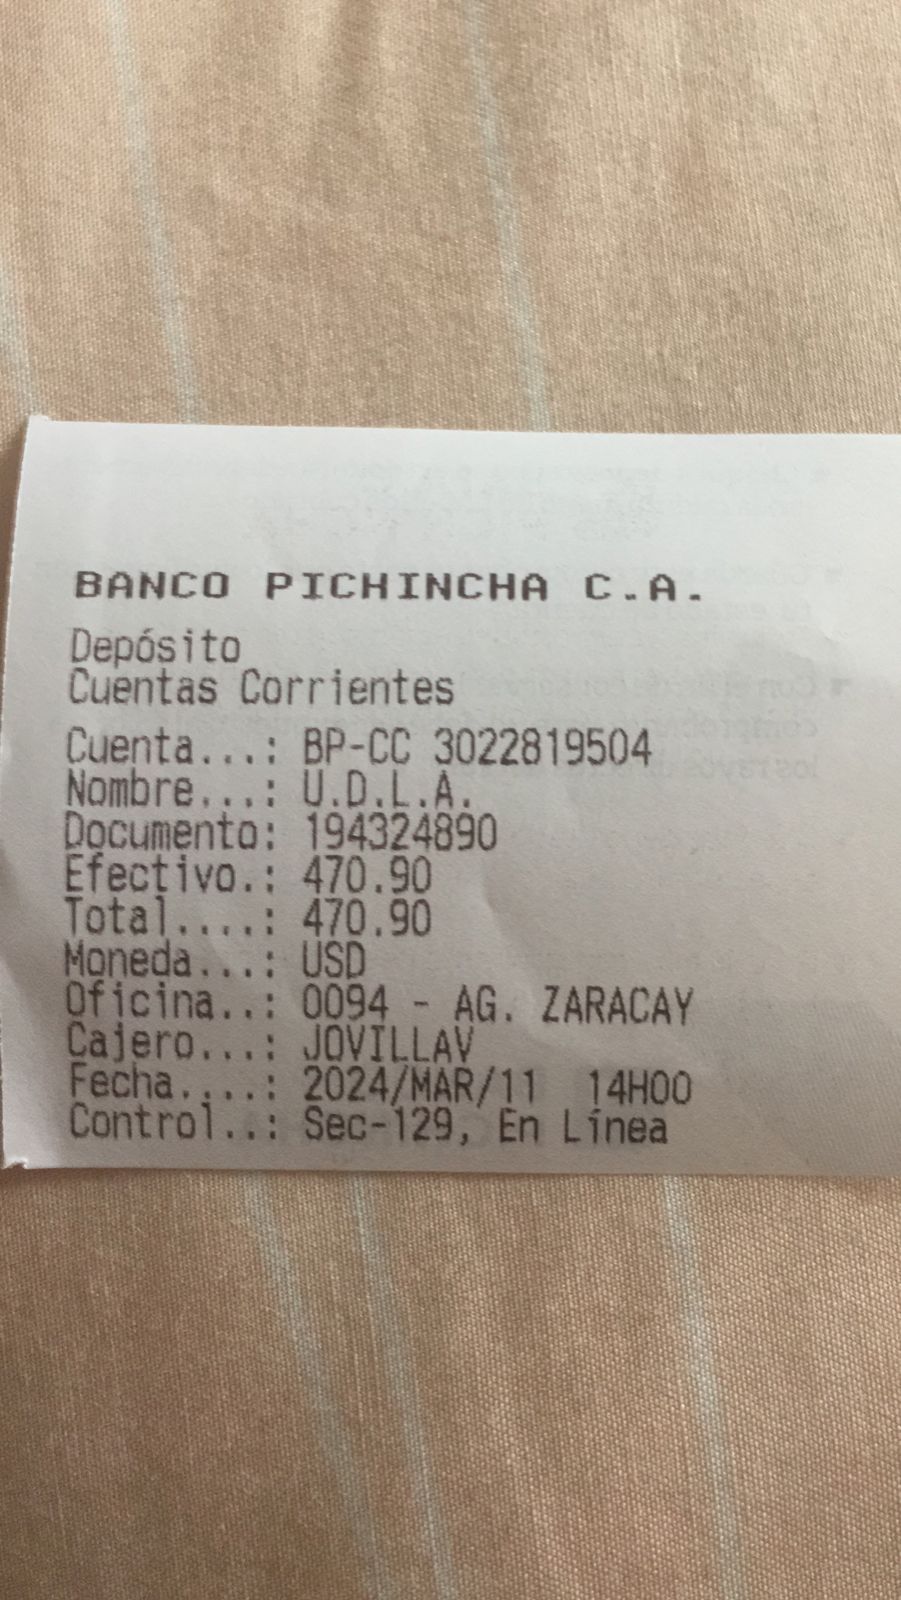 BANCO PICHINCHA C.A.
Depósito
Cuentas Corrientes
Cuenta...: BP-CC 3022819504
Nombre...: U.D.L.A.
Documento: 194324890
Efectivo.: 470.90
Total....: 470.90
Moneda...: USD
Oficina..: 0094 - AG. ZARACAY
Cajero...: JOVILLAV
Fecha....: 2024/MAR/11 14H00
Control..: Sec-129, En Línea